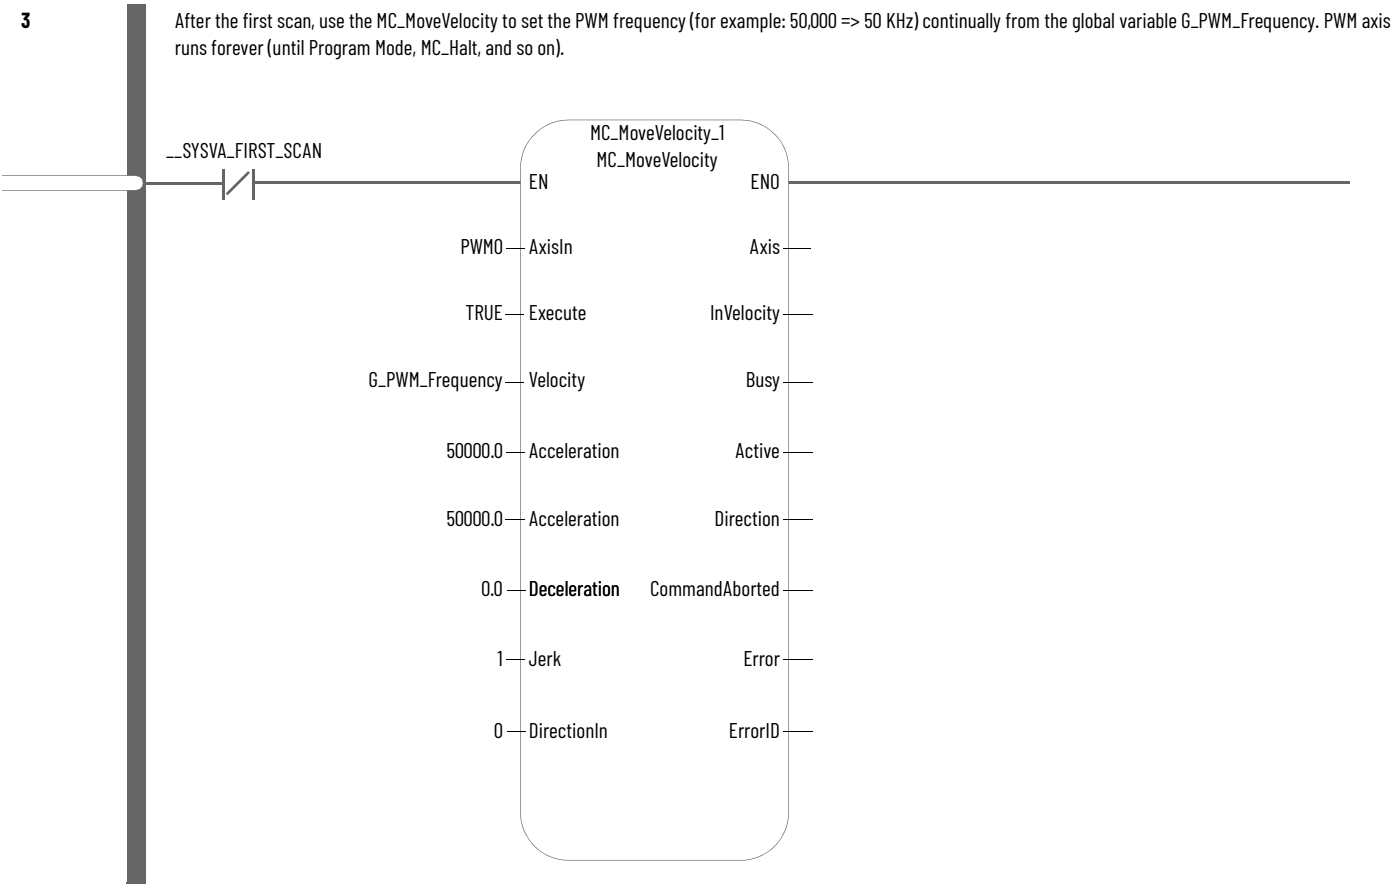 3
After the first scan, use the MC_MoveVelocity to set the PWM frequency (for example: 50,000 => 50 KHz) continually from the global variable G_PWM_Frequency. PWM axis
runs forever (until Program Mode, MC_Halt, and so on).
__SYSVA_FIRST_SCAN
MC_MoveVelocity_1
MC_MoveVelocity
EN ENO
PWM0 AxisIn Axis
TRUE Execute InVelocity
G_PWM_Frequency Velocity Busy
50000.0 Acceleration Active
50000.0 Acceleration Direction
0.0 Deceleration CommandAborted
1 Jerk Error
0 DirectionIn ErrorID